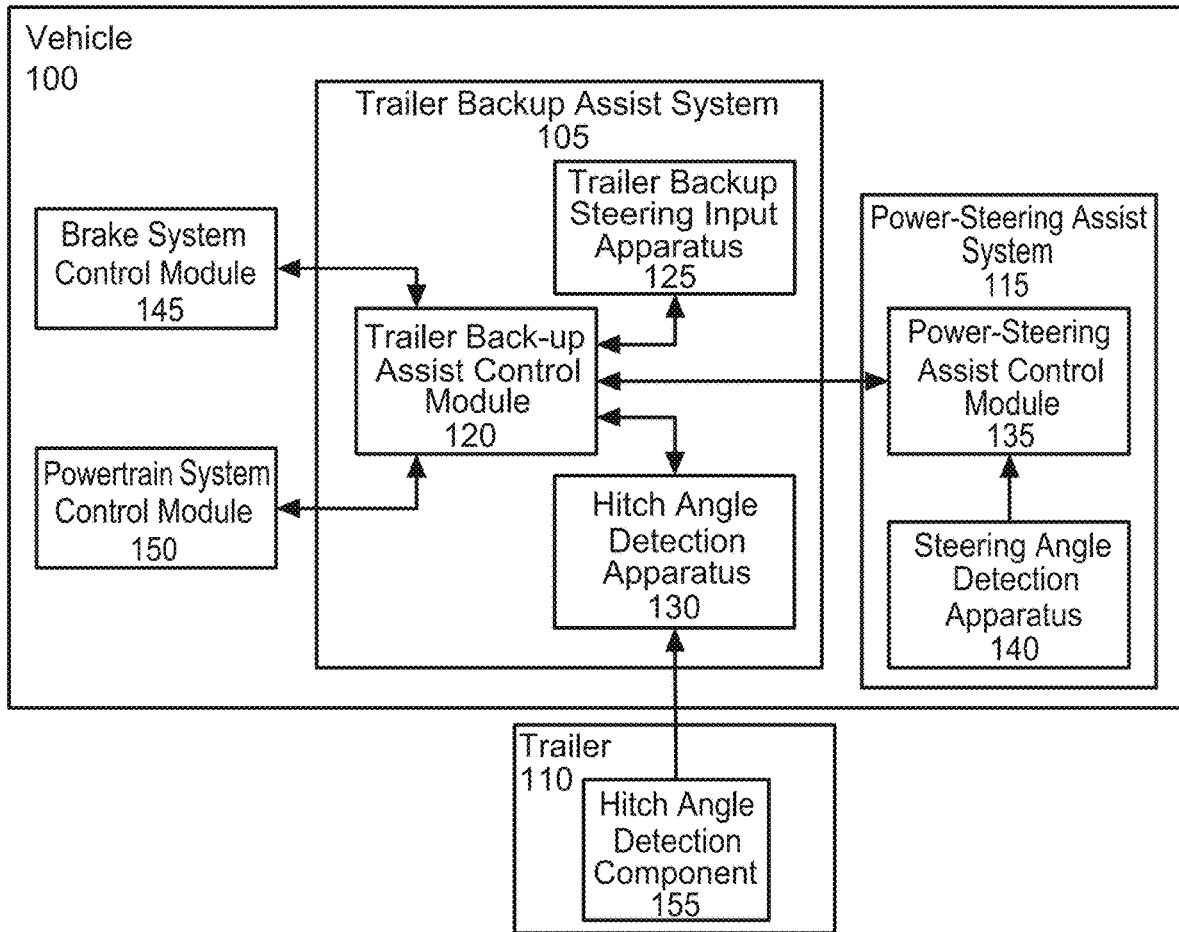 Vehicle
100
Trailer Backup Assist System
105
Trailer Backup
Steering Input
Apparatus
125
Brake System
Control Module
145
Trailer Back-up
Assist Control
Module
120
Power-Steering Assist
System
115
Power-Steering
Assist Control
Module
135
Powertrain System
Control Module
150
Hitch Angle
Detection
Apparatus
130
Steering Angle
Detection
Apparatus
140
Trailer
110
Hitch Angle
Detection
Component
155